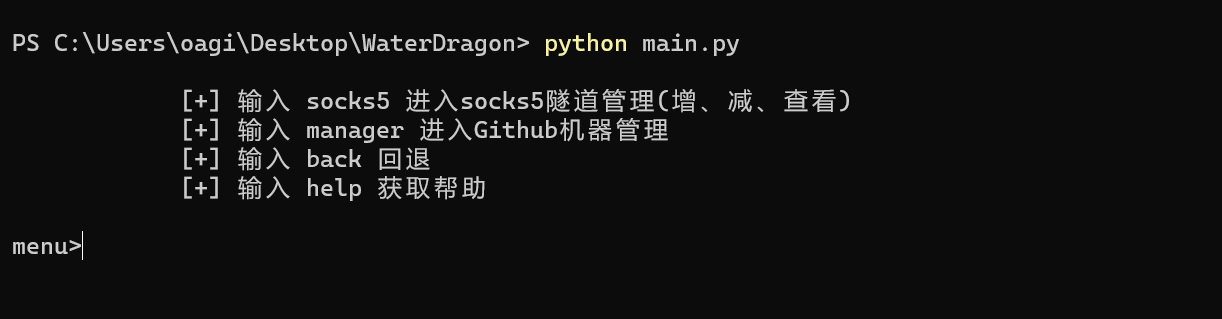 PS C:\Users\oagi\Desktop\WaterDragon> python main.py
[+] 输入 socks5 进入socks5隧道管理(增、减、查看)
[+] 输入 manager 进入Github机器管理
[+] 输入 back 回退
[+] 输入 help 获取帮助
menu>